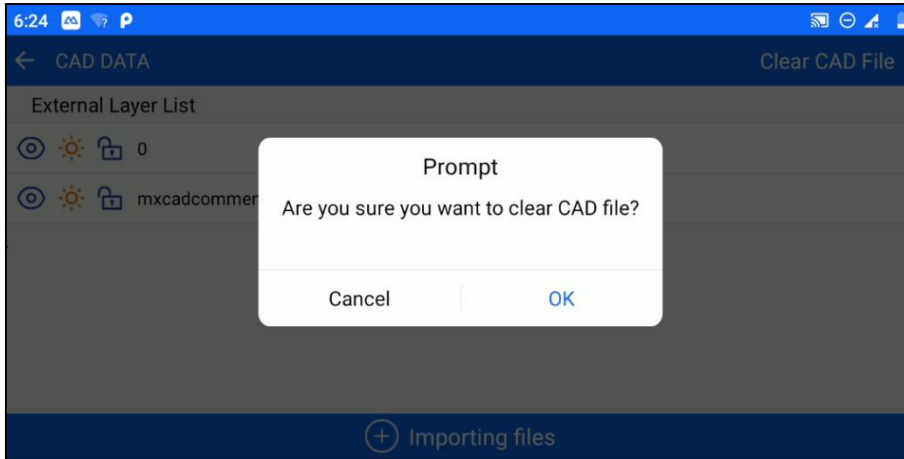 6:24
CAD DATA
Clear CAD File
External Layer List
0
Prompt
Are you sure you want to clear CAD file?
Cancel
OK
Importing files